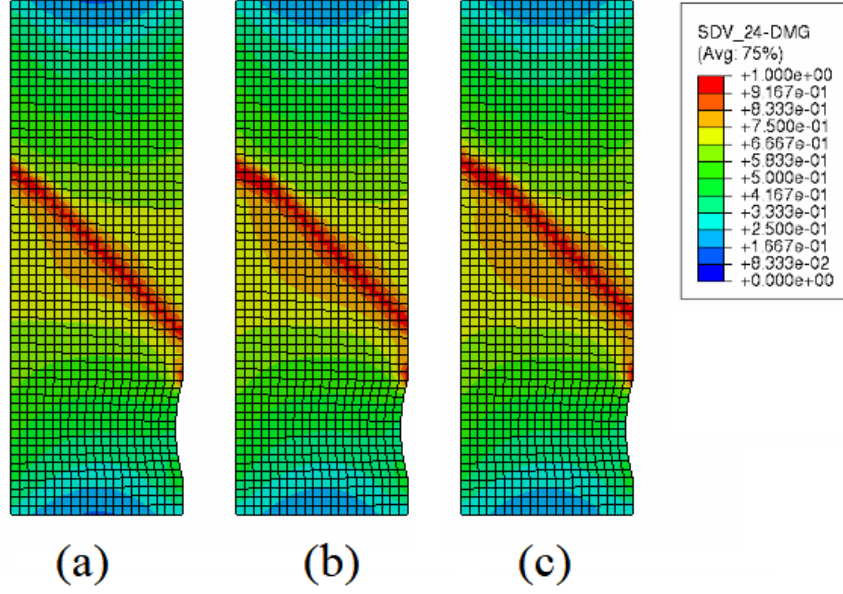 SDV_24-DMG
(Avg: 75%)
+1.000e+00
+9.167e-01
+8.333e-01
+7.500e-01
+6.667e-01
+5.833e-01
+5.000e-01
+4.167e-01
+3.333e-01
+2.500e-01
+1.667e-01
+8.333e-02
+0.000e+00
(a) (b) (c)